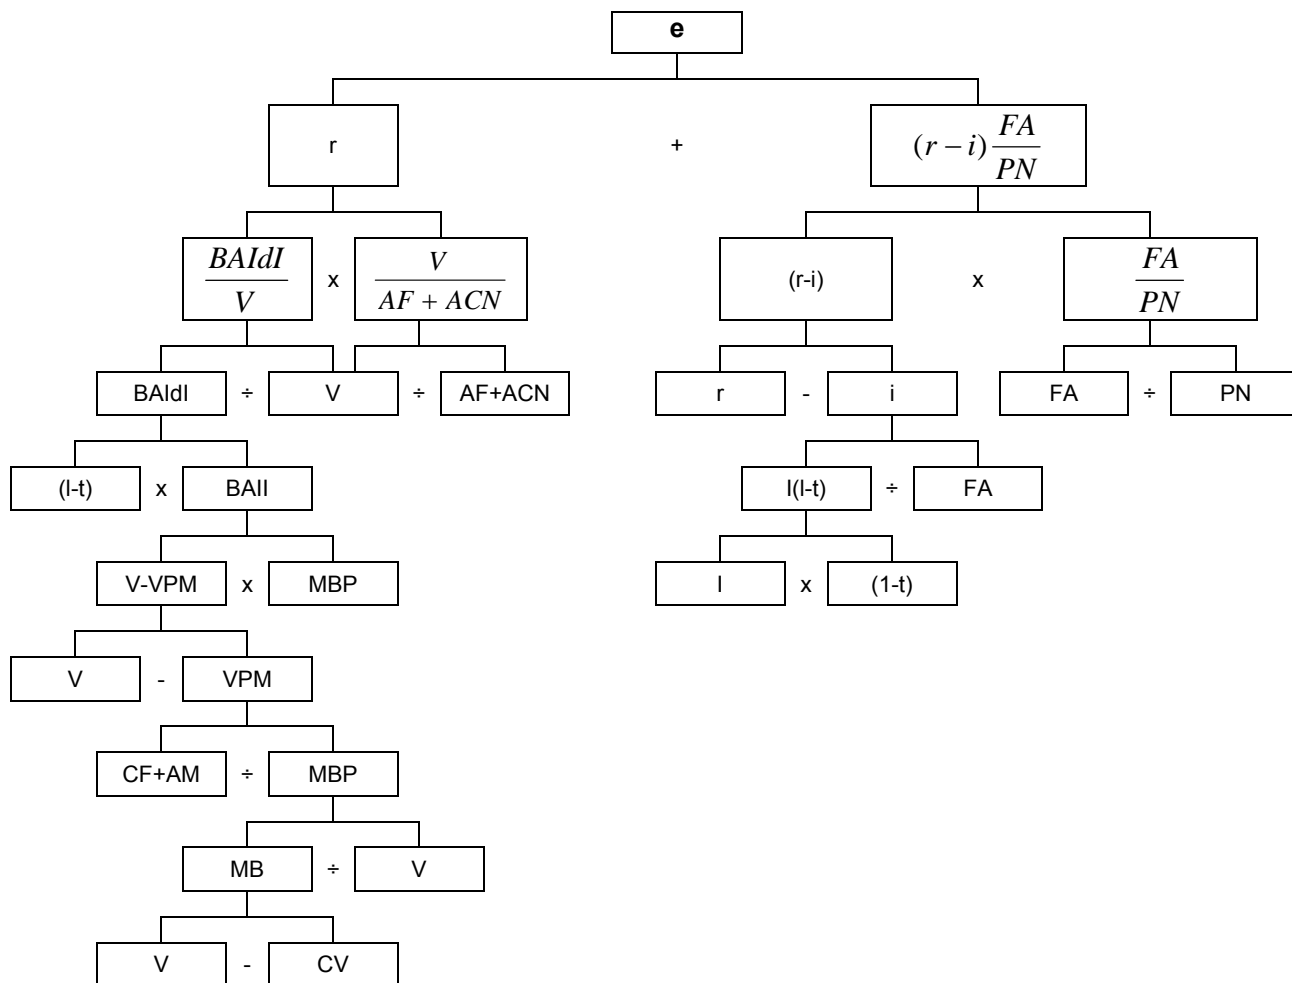 e
r + (r − i) FA/PN
BAIdI/V x V/(AF + ACN) (r-i) x FA/PN
BAIdI ÷ V ÷ AF+ACN r - i FA ÷ PN
(l-t) x BAII I(l-t) ÷ FA
V-VPM x MBP I x (1-t)
V - VPM
CF+AM ÷ MBP
MB ÷ V
V - CV